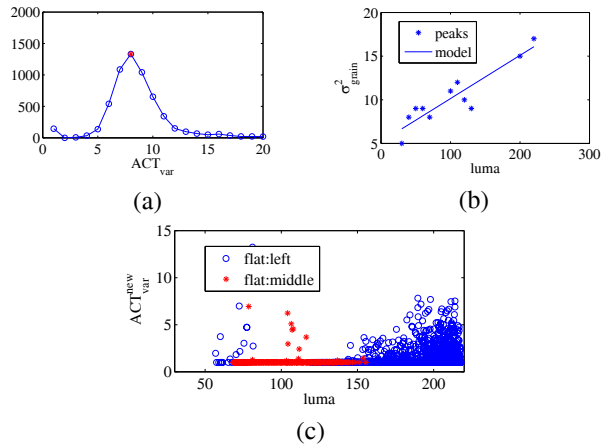 2000
1500
1000
500
0
0 5 10 15 20
ACT_var
(a)
15
10
5
0 100 200 300
σ²_grain
peaks
model
luma
(b)
15
10
5
0
50 100 150 200
ACT^new_var
flat:left
flat:middle
luma
(c)